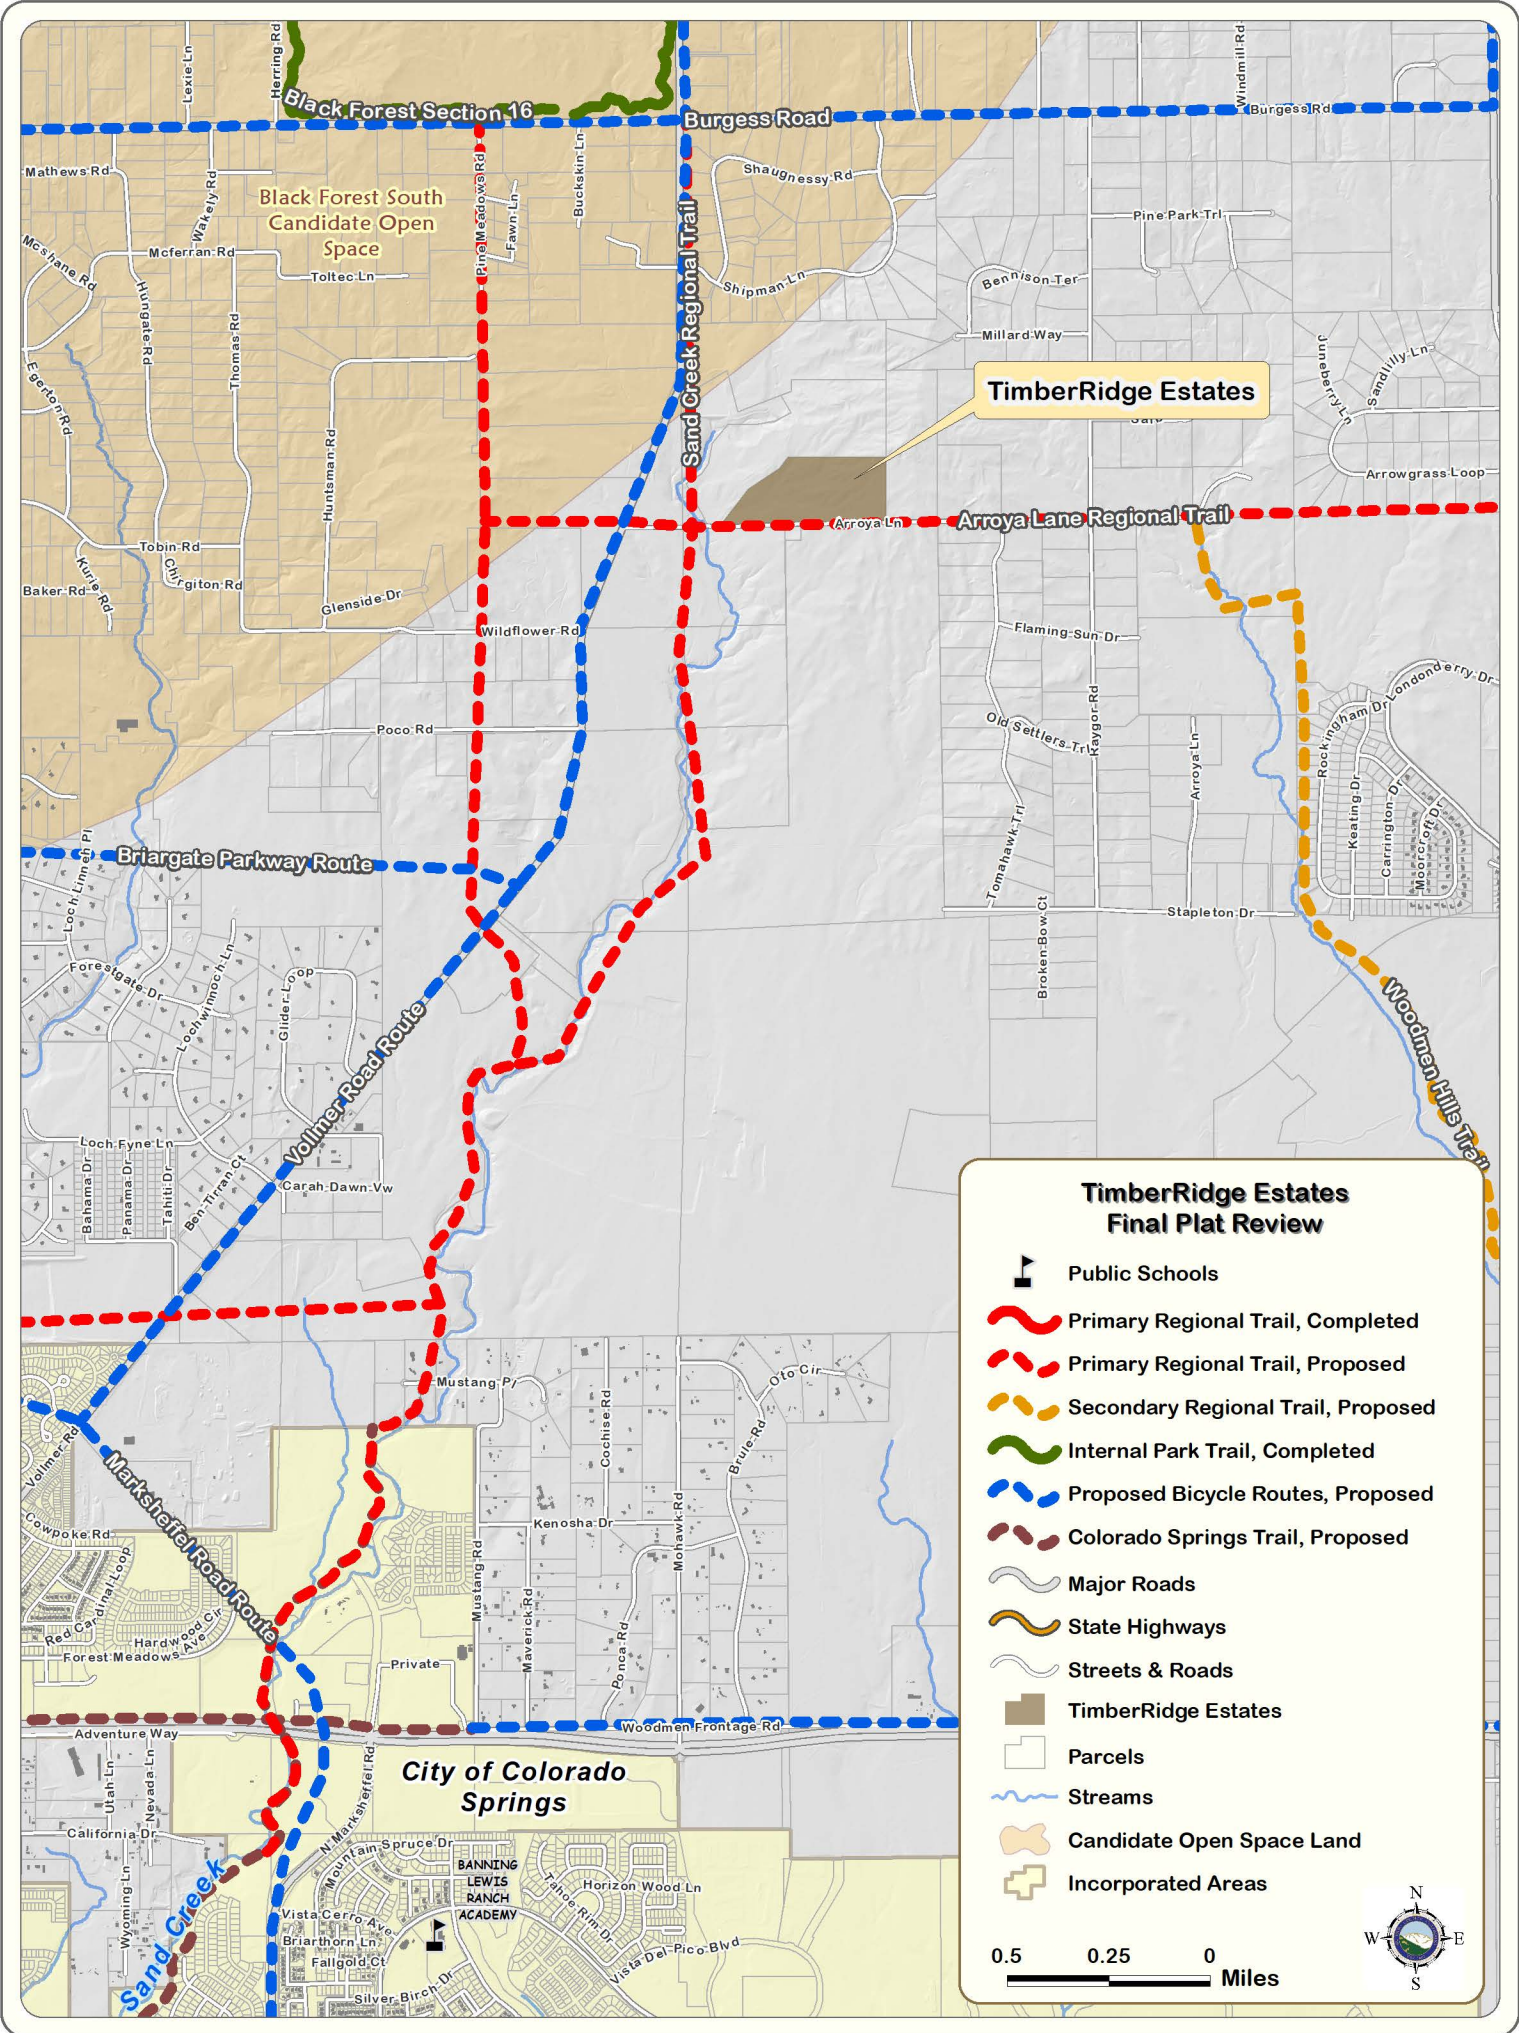 Lexie Ln
Herring Rd
Windmill Rd
Black Forest Section 16
Burgess Road
Burgess Rd
Mathews Rd
Wakely Rd
Black Forest South
Candidate Open
Space
Pine Meadows Rd
Fawn Ln
Buckskin Ln
Shaugnessy Rd
Pine Park Trl
Mcshane Rd
Mcferran Rd
Toltec Ln
Sand Creek Regional Trail
Shipman Ln
Bennison Ter
Hungate Rd
Thomas Rd
Millard Way
Juneberry Ln
Sandlilly Ln
Egerton Rd
TimberRidge Estates
Huntsman Rd
Arrowgrass Loop
Arroya Ln
Arroya Lane Regional Trail
Tobin Rd
Kurie Rd
Chirgiton Rd
Baker Rd
Glenside Dr
Wildflower Rd
Flaming Sun Dr
Londonderry Dr
Raygor Rd
Old Settlers Trl
Rockingham Dr
Poco Rd
Arroya Ln
Keating Dr
Carrington Dr
Moorcroft Dr
Tomahawk Trl
Briargate Parkway Route
Loch Linneh Pl
Stapleton Dr
Broken Bow Ct
Forestgate Dr
Lochwinnoch Ln
Glider Loop
Woodmen Hills Trail
Vollmer Road Route
Loch Fyne Ln
Bahama Dr
Panama Dr
Tahiti Dr
Ben Tirran Ct
Carah Dawn Vw
Mustang Pl
Oto Cir
Cochise Rd
Brule Rd
Vollmer Rd
Marksheffel Road Route
Cowpoke Rd
Kenosha Dr
Mohawk Rd
Mustang Rd
Red Cardinal Loop
Hardwood Cir
Forest Meadows Ave
Maverick Rd
Ponca Rd
Private
Adventure Way
Woodmen Frontage Rd
City of Colorado
Springs
Utah Ln
Nevada Ln
N Marksheffel Rd
California Dr
Mountain Spruce Dr
BANNING
LEWIS
RANCH
ACADEMY
Wyoming Ln
Sand Creek
Horizon Wood Ln
Tahoe Rim Dr
Vista Cerro Ave
Briarthorn Ln
Fallgold Ct
Vista Del Pico Blvd
Silver Birch Dr
TimberRidge Estates
Final Plat Review
Public Schools
Primary Regional Trail, Completed
Primary Regional Trail, Proposed
Secondary Regional Trail, Proposed
Internal Park Trail, Completed
Proposed Bicycle Routes, Proposed
Colorado Springs Trail, Proposed
Major Roads
State Highways
Streets & Roads
TimberRidge Estates
Parcels
Streams
Candidate Open Space Land
Incorporated Areas
N
W
E
S
0.5 0.25 0
Miles